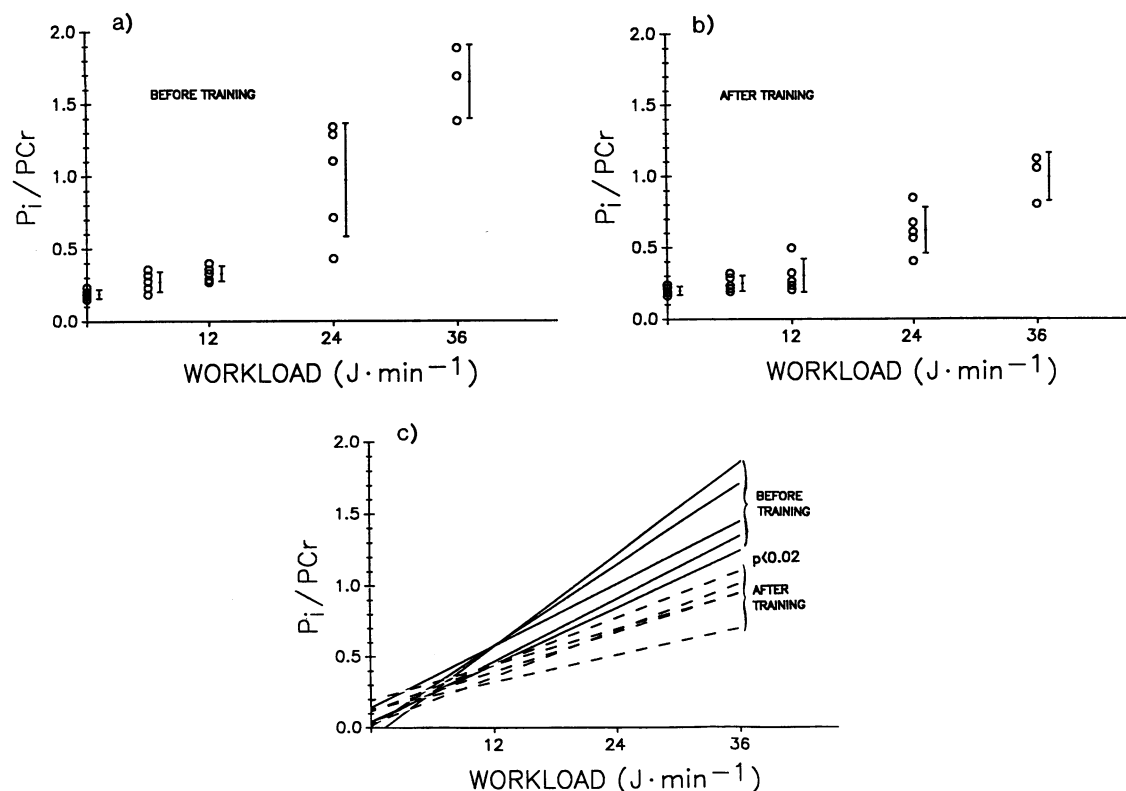 a)
2.0
1.5
1.0
0.5
0.0
Pi/PCr
BEFORE TRAINING
12
24
36
WORKLOAD (J·min⁻¹)
b)
2.0
1.5
1.0
0.5
0.0
Pi/PCr
AFTER TRAINING
12
24
36
WORKLOAD (J·min⁻¹)
c)
2.0
1.5
1.0
0.5
0.0
Pi/PCr
BEFORE
TRAINING
p<0.02
AFTER
TRAINING
12
24
36
WORKLOAD (J·min⁻¹)